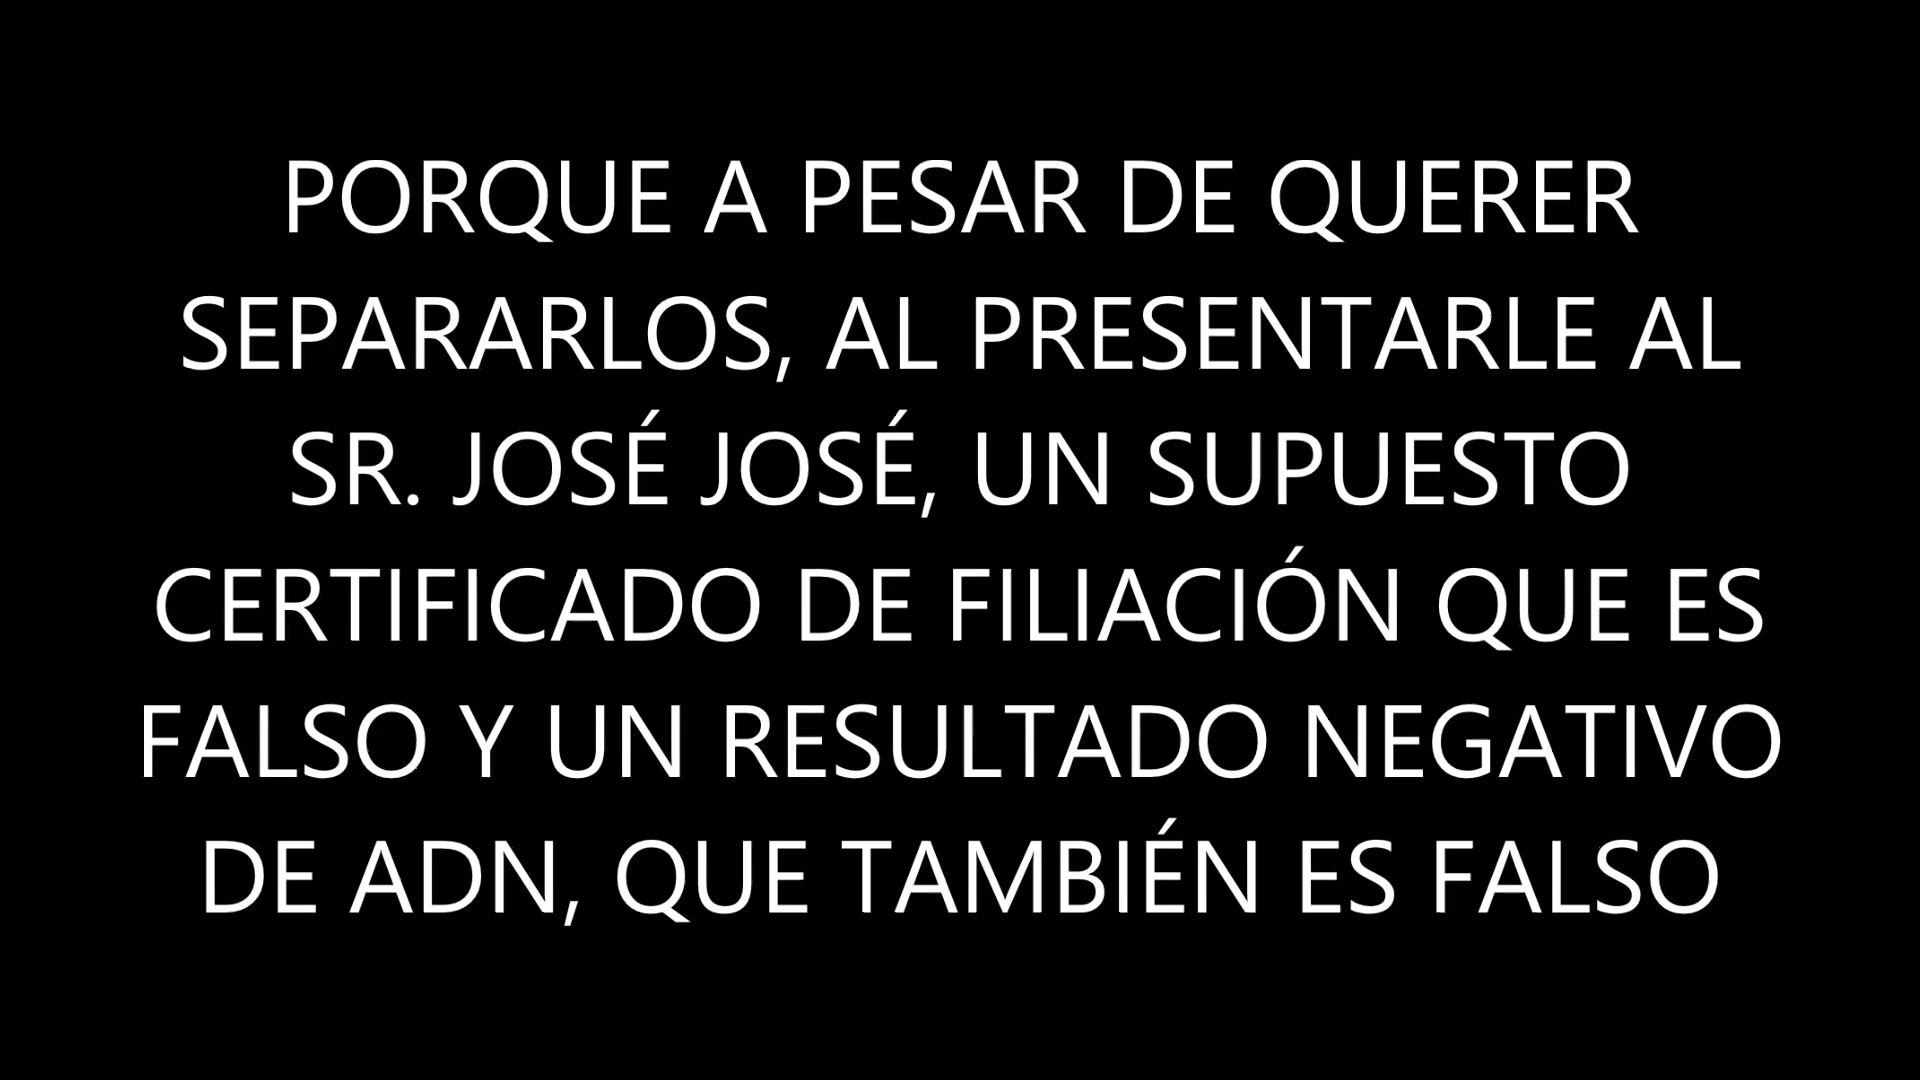 PORQUE A PESAR DE QUERER
SEPARARLOS, AL PRESENTARLE AL
SR. JOSÉ JOSÉ, UN SUPUESTO
CERTIFICADO DE FILIACIÓN QUE ES
FALSO Y UN RESULTADO NEGATIVO
DE ADN, QUE TAMBIÉN ES FALSO